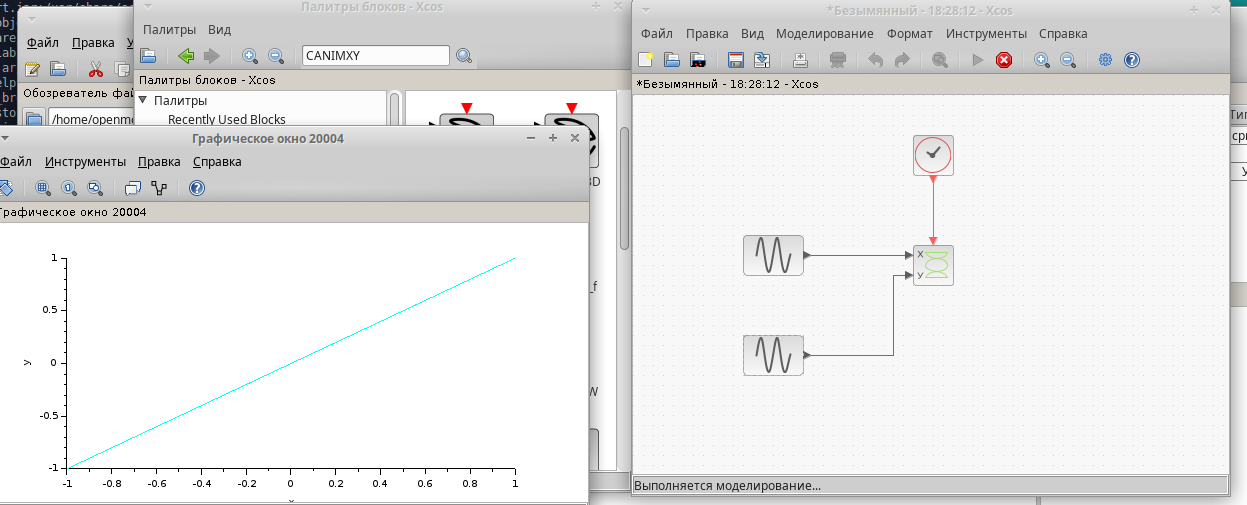 Палитры блоков - Xcos
Палитры Вид
CANIMXY
Палитры блоков - Xcos
Палитры
Recently Used Blocks
Файл Правка
/home/openm
Графическое окно 20004
Файл Инструменты Правка Справка
Графическое окно 20004
1
0.5
0
-0.5
-1
y
-1 -0.8 -0.6 -0.4 -0.2 0 0.2 0.4 0.6 0.8 1
*Безымянный - 18:28:12 - Xcos
Файл Правка Вид Моделирование Формат Инструменты Справка
*Безымянный - 18:28:12 - Xcos
X
У
Выполняется моделирование...